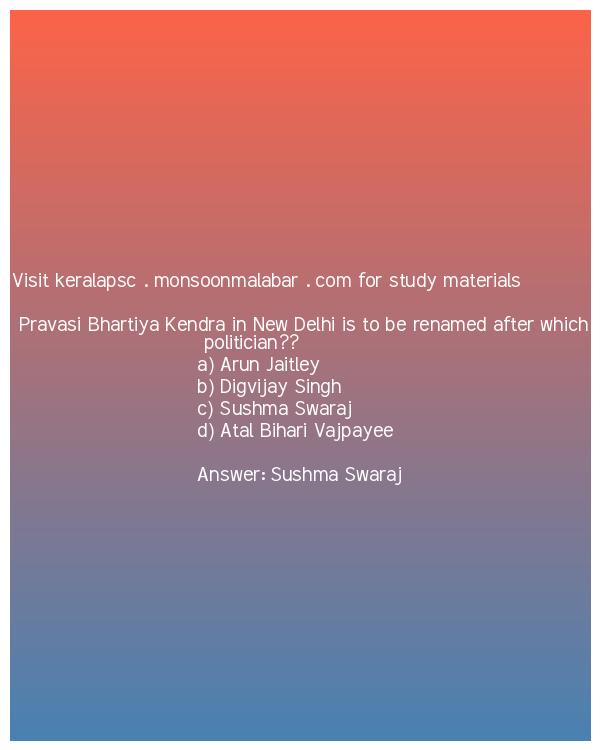 Visit keralapsc . monsoonmalabar . com for study materials
Pravasi Bhartiya Kendra in New Delhi is to be renamed after which
politician??
a) Arun Jaitley
b) Digvijay Singh
c) Sushma Swaraj
d) Atal Bihari Vajpayee
Answer: Sushma Swaraj